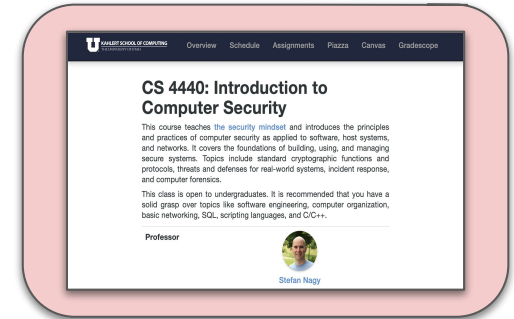 KAHLERT SCHOOL OF COMPUTING
THE UNIVERSITY OF UTAH
Overview Schedule Assignments Piazza Canvas Gradescope
CS 4440: Introduction to
Computer Security
This course teaches the security mindset and introduces the principles
and practices of computer security as applied to software, host systems,
and networks. It covers the foundations of building, using, and managing
secure systems. Topics include standard cryptographic functions and
protocols, threats and defenses for real-world systems, incident response,
and computer forensics.
This class is open to undergraduates. It is recommended that you have a
solid grasp over topics like software engineering, computer organization,
basic networking, SQL, scripting languages, and C/C++.
Professor
Stefan Nagy